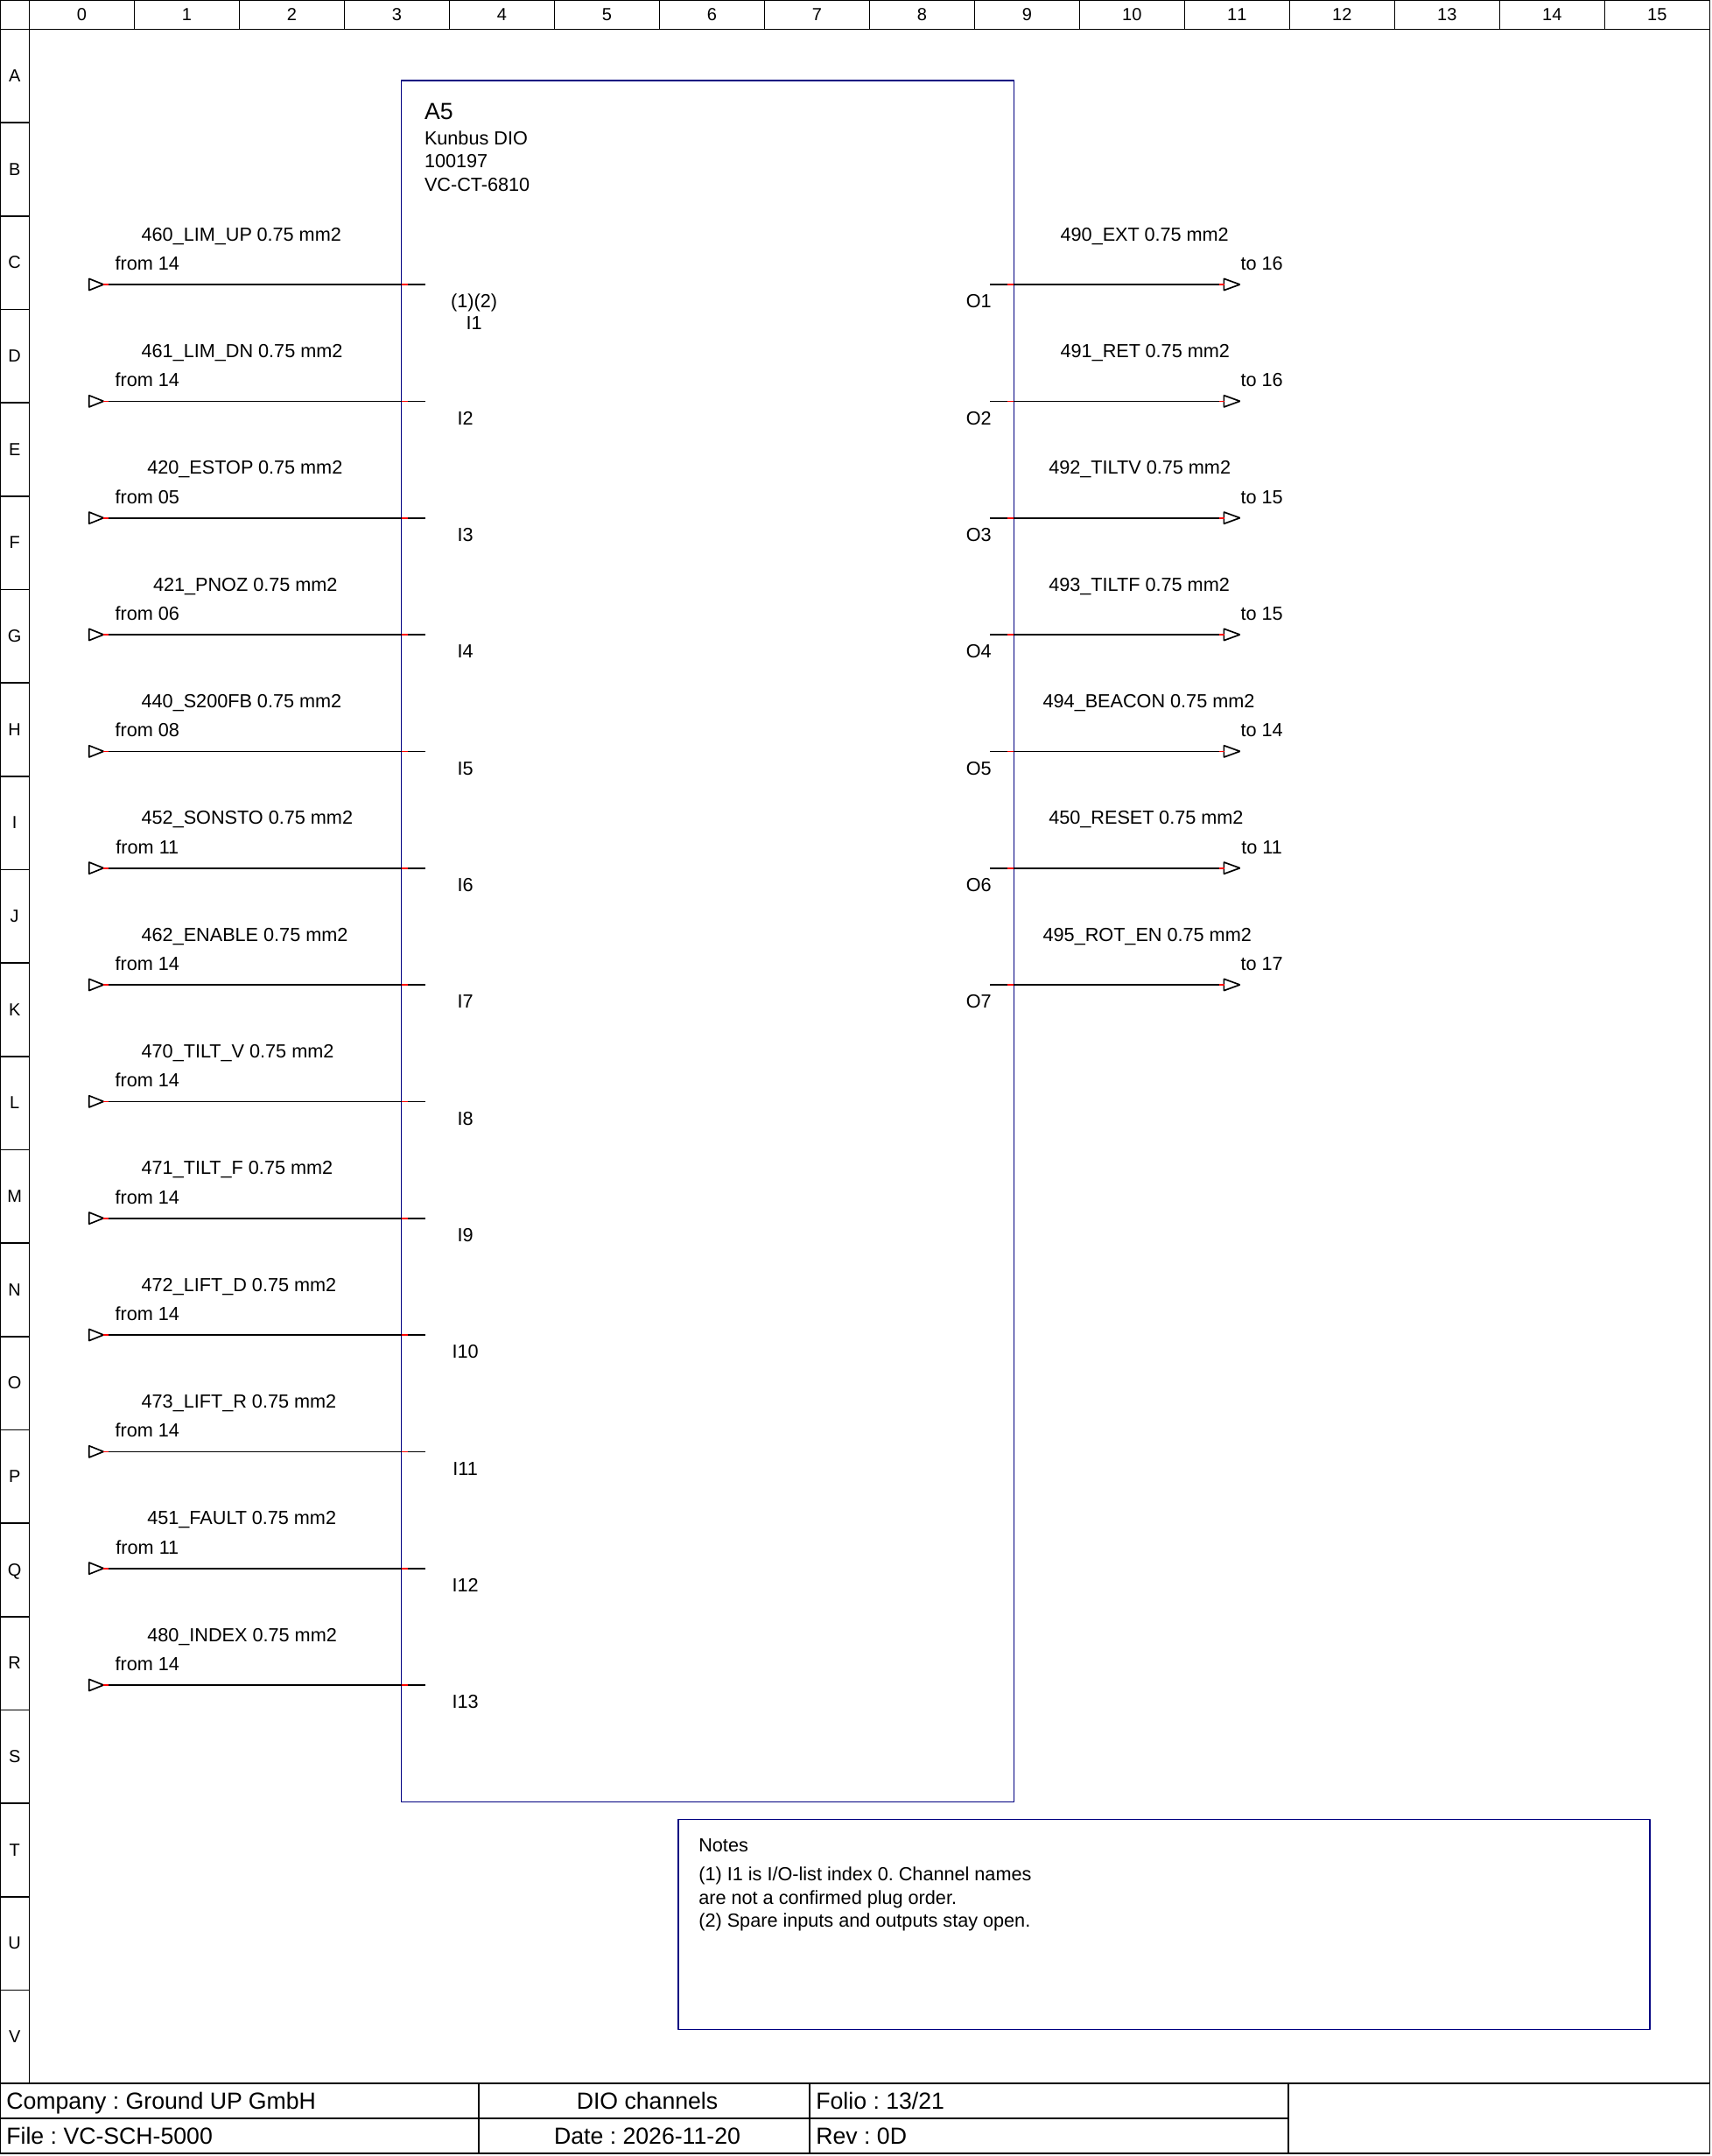 0 1 2 3 4 5 6 7 8 9 10 11 12 13 14 15
A
A5
Kunbus DIO
100197
VC-CT-6810
B
460_LIM_UP 0.75 mm2 490_EXT 0.75 mm2
C
from 14 to 16
(1)(2) O1
I1
461_LIM_DN 0.75 mm2 491_RET 0.75 mm2
D
from 14 to 16
I2 O2
E
420_ESTOP 0.75 mm2 492_TILTV 0.75 mm2
from 05 to 15
I3 O3
F
421_PNOZ 0.75 mm2 493_TILTF 0.75 mm2
from 06 to 15
G
I4 O4
440_S200FB 0.75 mm2 494_BEACON 0.75 mm2
H
from 08 to 14
I5 O5
452_SONSTO 0.75 mm2 450_RESET 0.75 mm2
I
from 11 to 11
I6 O6
J
462_ENABLE 0.75 mm2 495_ROT_EN 0.75 mm2
from 14 to 17
I7 O7
K
470_TILT_V 0.75 mm2
from 14
L
I8
471_TILT_F 0.75 mm2
M
from 14
I9
472_LIFT_D 0.75 mm2
N
from 14
I10
O
473_LIFT_R 0.75 mm2
from 14
I11
P
451_FAULT 0.75 mm2
from 11
Q
I12
480_INDEX 0.75 mm2
R
from 14
I13
S
T
Notes
(1) I1 is I/O-list index 0. Channel names
are not a confirmed plug order.
(2) Spare inputs and outputs stay open.
U
V
Company : Ground UP GmbH DIO channels Folio : 13/21
File : VC-SCH-5000 Date : 2026-11-20 Rev : 0D